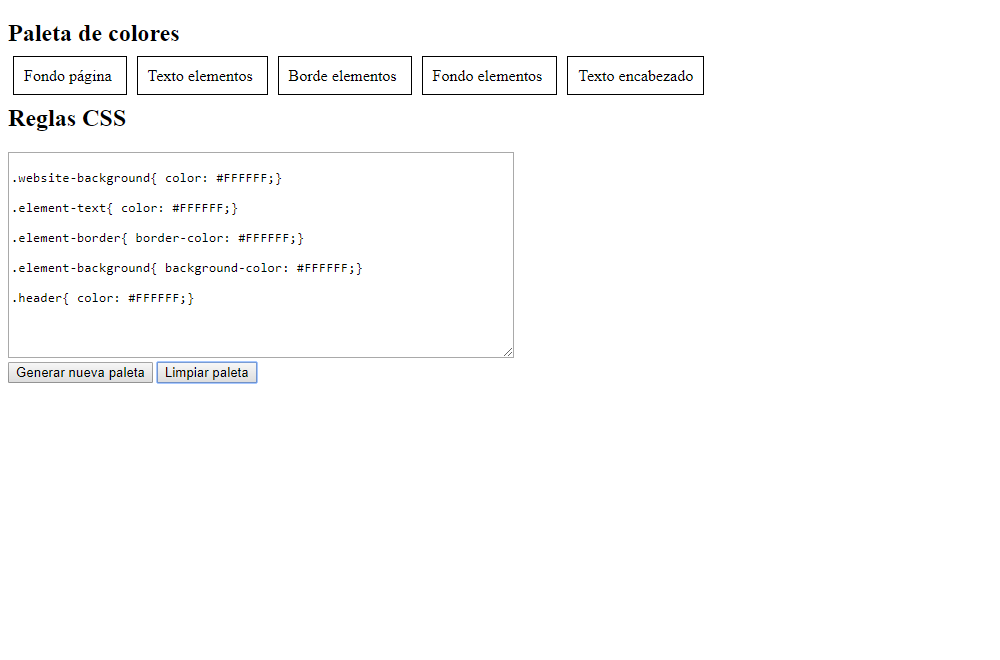 Paleta de colores
Fondo página Texto elementos Borde elementos Fondo elementos Texto encabezado
Reglas CSS
.website-background{ color: #FFFFFF;}
.element-text{ color: #FFFFFF;}
.element-border{ border-color: #FFFFFF;}
.element-background{ background-color: #FFFFFF;}
.header{ color: #FFFFFF;}
Generar nueva paleta Limpiar paleta